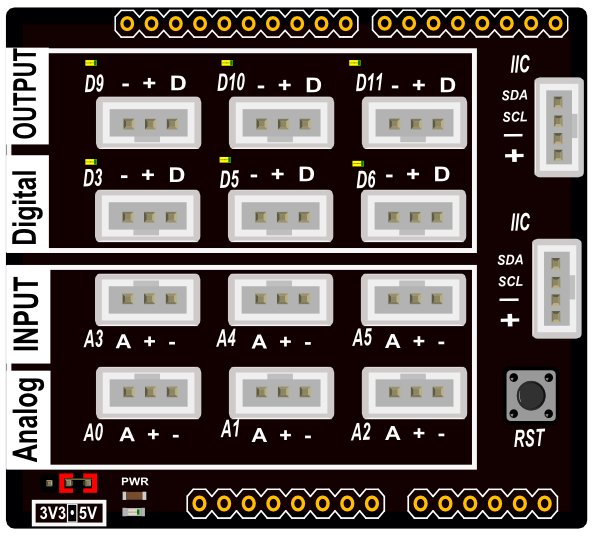 OUTPUT
Digital
D9 - + D
D10 - + D
D11 - + D
D3 - + D
D5 - + D
D6 - + D
IIC
SDA
SCL
−
+
IIC
SDA
SCL
−
+
INPUT
Analog
A3 A + -
A4 A + -
A5 A + -
A0 A + -
A1 A + -
A2 A + -
RST
PWR
3V3 5V